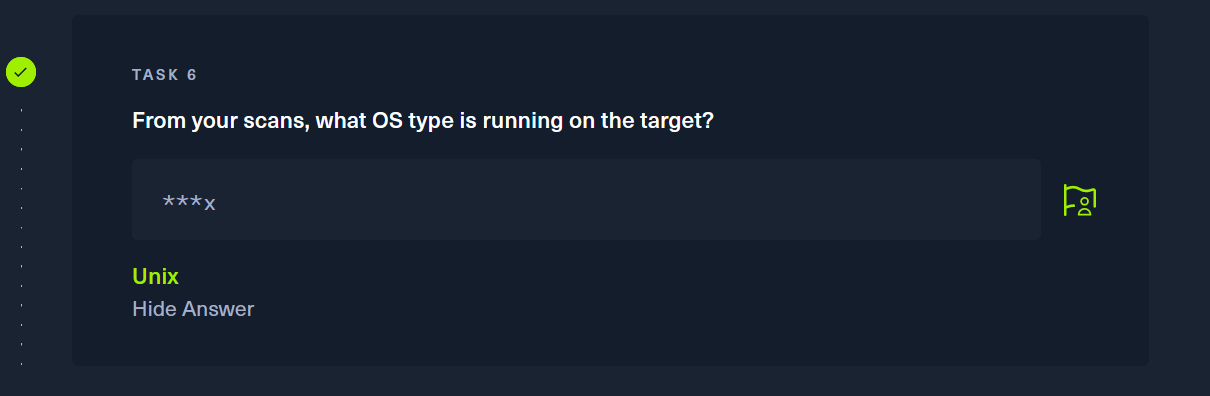 TASK 6
From your scans, what OS type is running on the target?
***x
Unix
Hide Answer